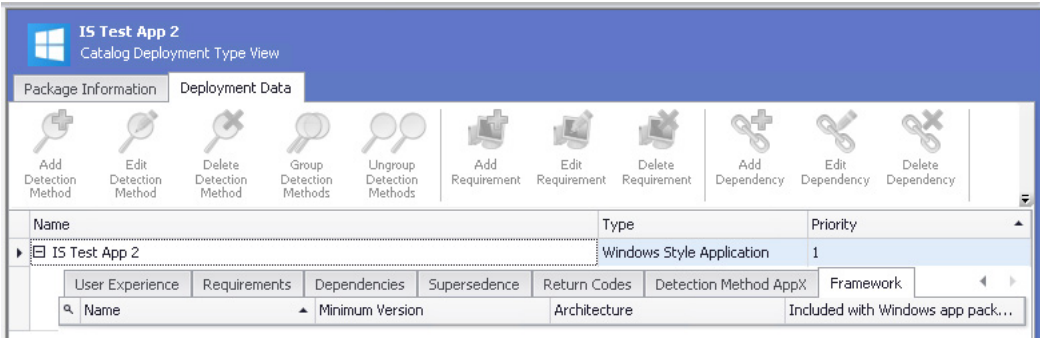 IS Test App 2
Catalog Deployment Type View
Package Information Deployment Data
Add Detection Method
Edit Detection Method
Delete Detection Method
Group Detection Methods
Ungroup Detection Methods
Add Requirement
Edit Requirement
Delete Requirement
Add Dependency
Edit Dependency
Delete Dependency
Name Type Priority
IS Test App 2 Windows Style Application 1
User Experience Requirements Dependencies Supersedence Return Codes Detection Method AppX Framework
Name Minimum Version Architecture Included with Windows app pack...